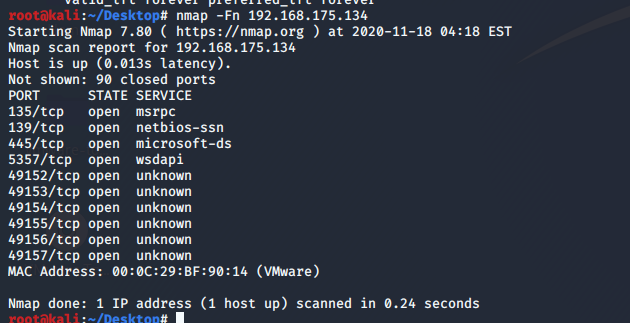 valid_lft forever preferred_lft forever
root@kali:~/Desktop# nmap -Fn 192.168.175.134
Starting Nmap 7.80 ( https://nmap.org ) at 2020-11-18 04:18 EST
Nmap scan report for 192.168.175.134
Host is up (0.013s latency).
Not shown: 90 closed ports
PORT      STATE SERVICE
135/tcp   open  msrpc
139/tcp   open  netbios-ssn
445/tcp   open  microsoft-ds
5357/tcp  open  wsdapi
49152/tcp open  unknown
49153/tcp open  unknown
49154/tcp open  unknown
49155/tcp open  unknown
49156/tcp open  unknown
49157/tcp open  unknown
MAC Address: 00:0C:29:BF:90:14 (VMware)
Nmap done: 1 IP address (1 host up) scanned in 0.24 seconds
root@kali:~/Desktop#